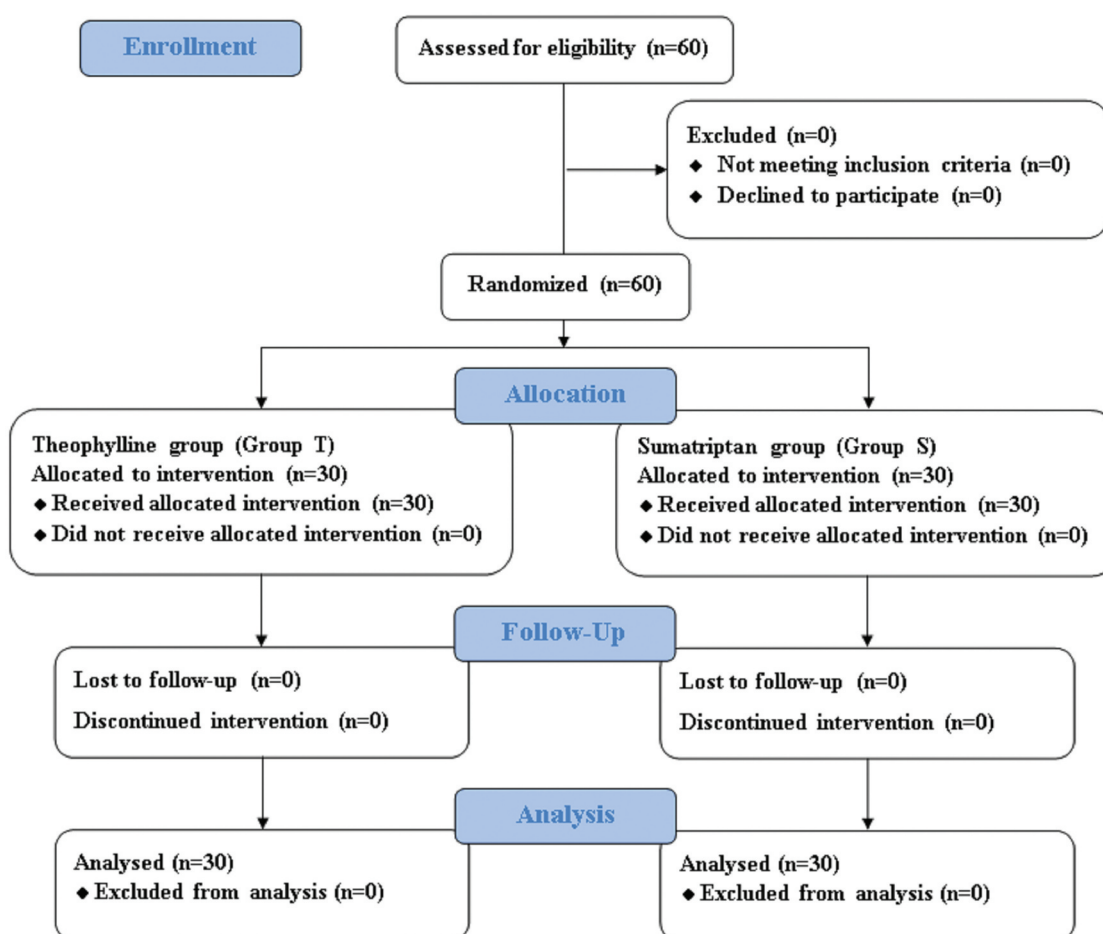 Enrollment
Assessed for eligibility (n=60)
Excluded (n=0)
◆ Not meeting inclusion criteria (n=0)
◆ Declined to participate (n=0)
Randomized (n=60)
Allocation
Theophylline group (Group T)
Allocated to intervention (n=30)
◆ Received allocated intervention (n=30)
◆ Did not receive allocated intervention (n=0)
Sumatriptan group (Group S)
Allocated to intervention (n=30)
◆ Received allocated intervention (n=30)
◆ Did not receive allocated intervention (n=0)
Follow-Up
Lost to follow-up (n=0)
Discontinued intervention (n=0)
Lost to follow-up (n=0)
Discontinued intervention (n=0)
Analysis
Analysed (n=30)
◆ Excluded from analysis (n=0)
Analysed (n=30)
◆ Excluded from analysis (n=0)